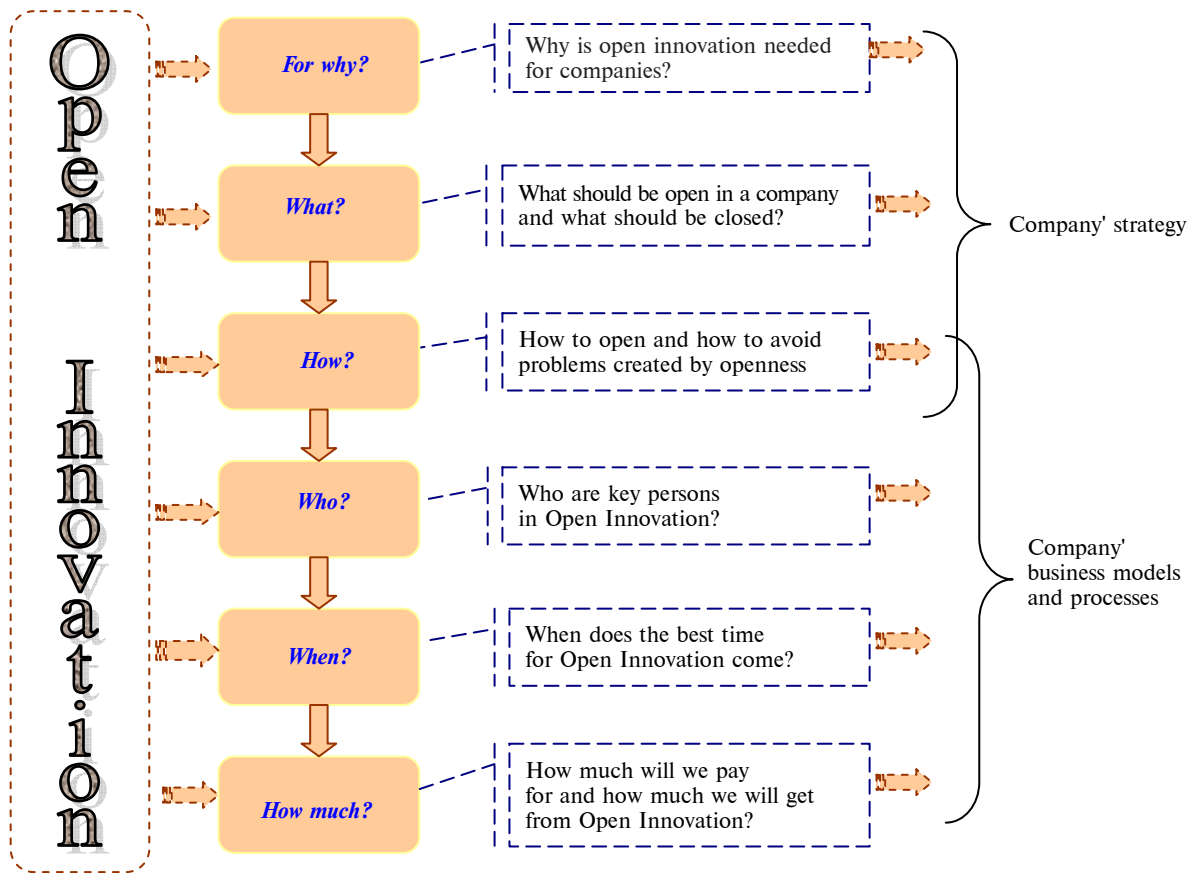 Open
Innovation
For why?
Why is open innovation needed
for companies?
What?
What should be open in a company
and what should be closed?
How?
How to open and how to avoid
problems created by openness
Who?
Who are key persons
in Open Innovation?
When?
When does the best time
for Open Innovation come?
How much?
How much will we pay
for and how much we will get
from Open Innovation?
Company' strategy
Company'
business models
and processes